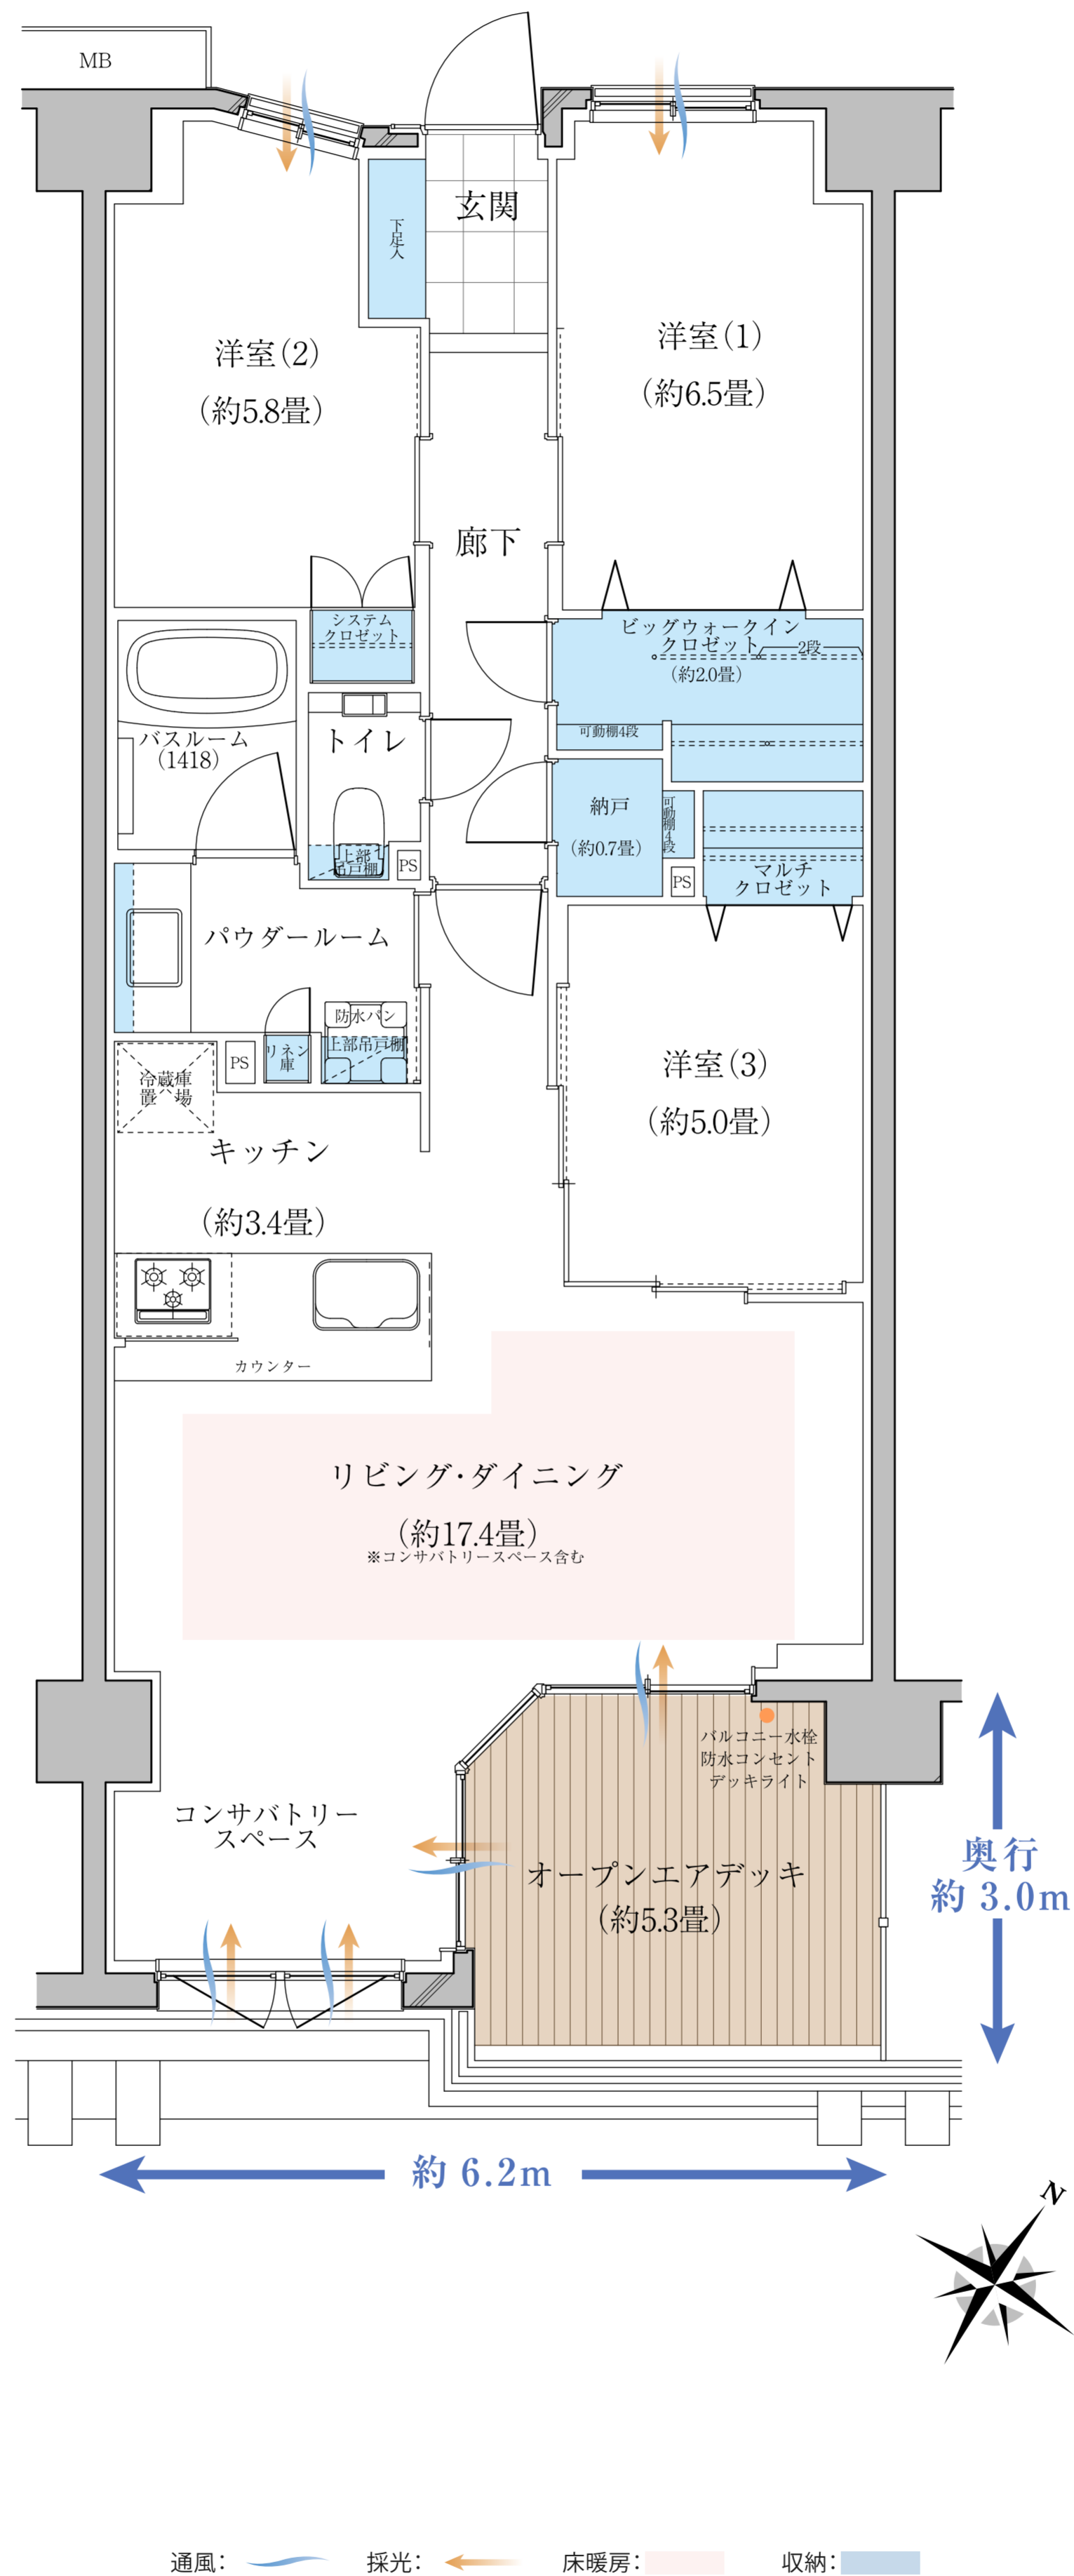 MB
玄関
下足入
洋室(1)
(約6.5畳)
洋室(2)
(約5.8畳)
廊下
システム
クロゼット
ビッグウォークイン
クロゼット
2段
(約2.0畳)
可動棚4段
トイレ
バスルーム
(1418)
納戸
(約0.7畳)
可動棚4段
上部
吊戸棚
PS
PS
マルチ
クロゼット
パウダールーム
防水パン
上部吊戸棚
リネン
庫
PS
冷蔵庫
置場
洋室(3)
(約5.0畳)
キッチン
(約3.4畳)
カウンター
リビング・ダイニング
(約17.4畳)
※コンサバトリースペース含む
バルコニー水栓
防水コンセント
デッキライト
コンサバトリー
スペース
オープンエアデッキ
(約5.3畳)
奥行
約 3.0m
約 6.2m
N
通風：
採光：
床暖房：
収納：